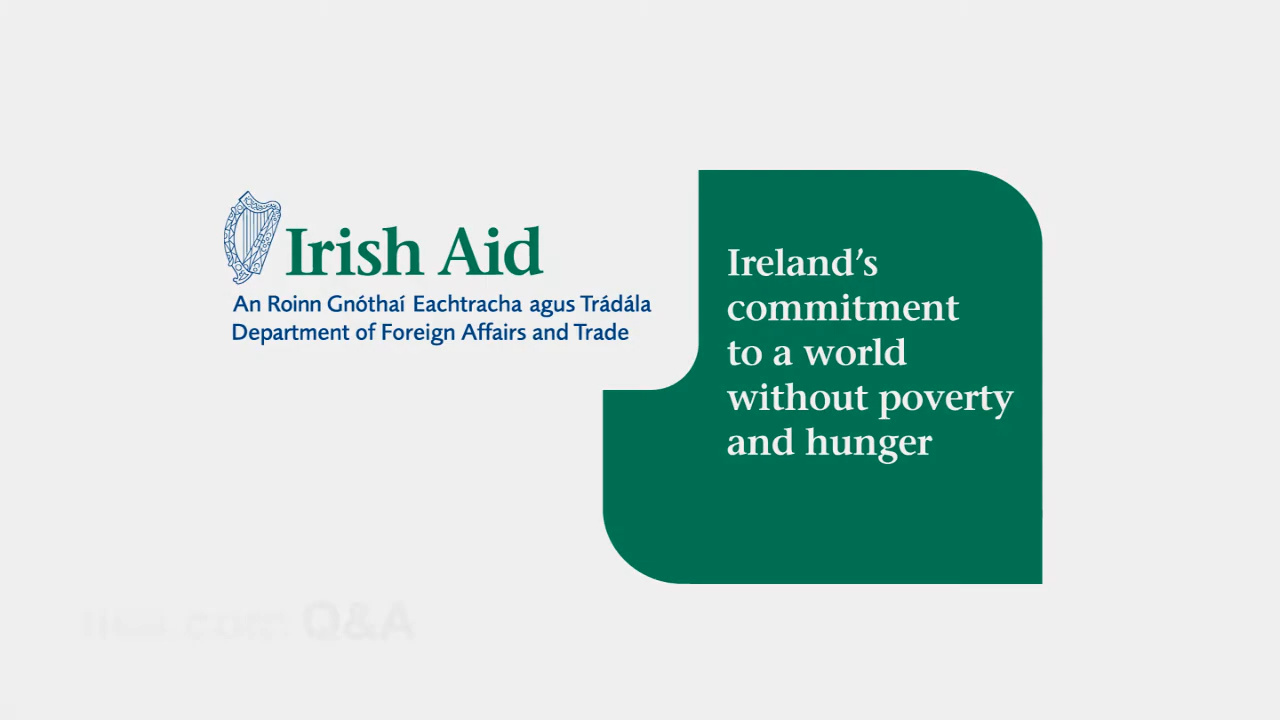 Irish Aid
An Roinn Gnóthaí Eachtracha agus Trádála
Department of Foreign Affairs and Trade
Ireland's
commitment
to a world
without poverty
and hunger
Q&A